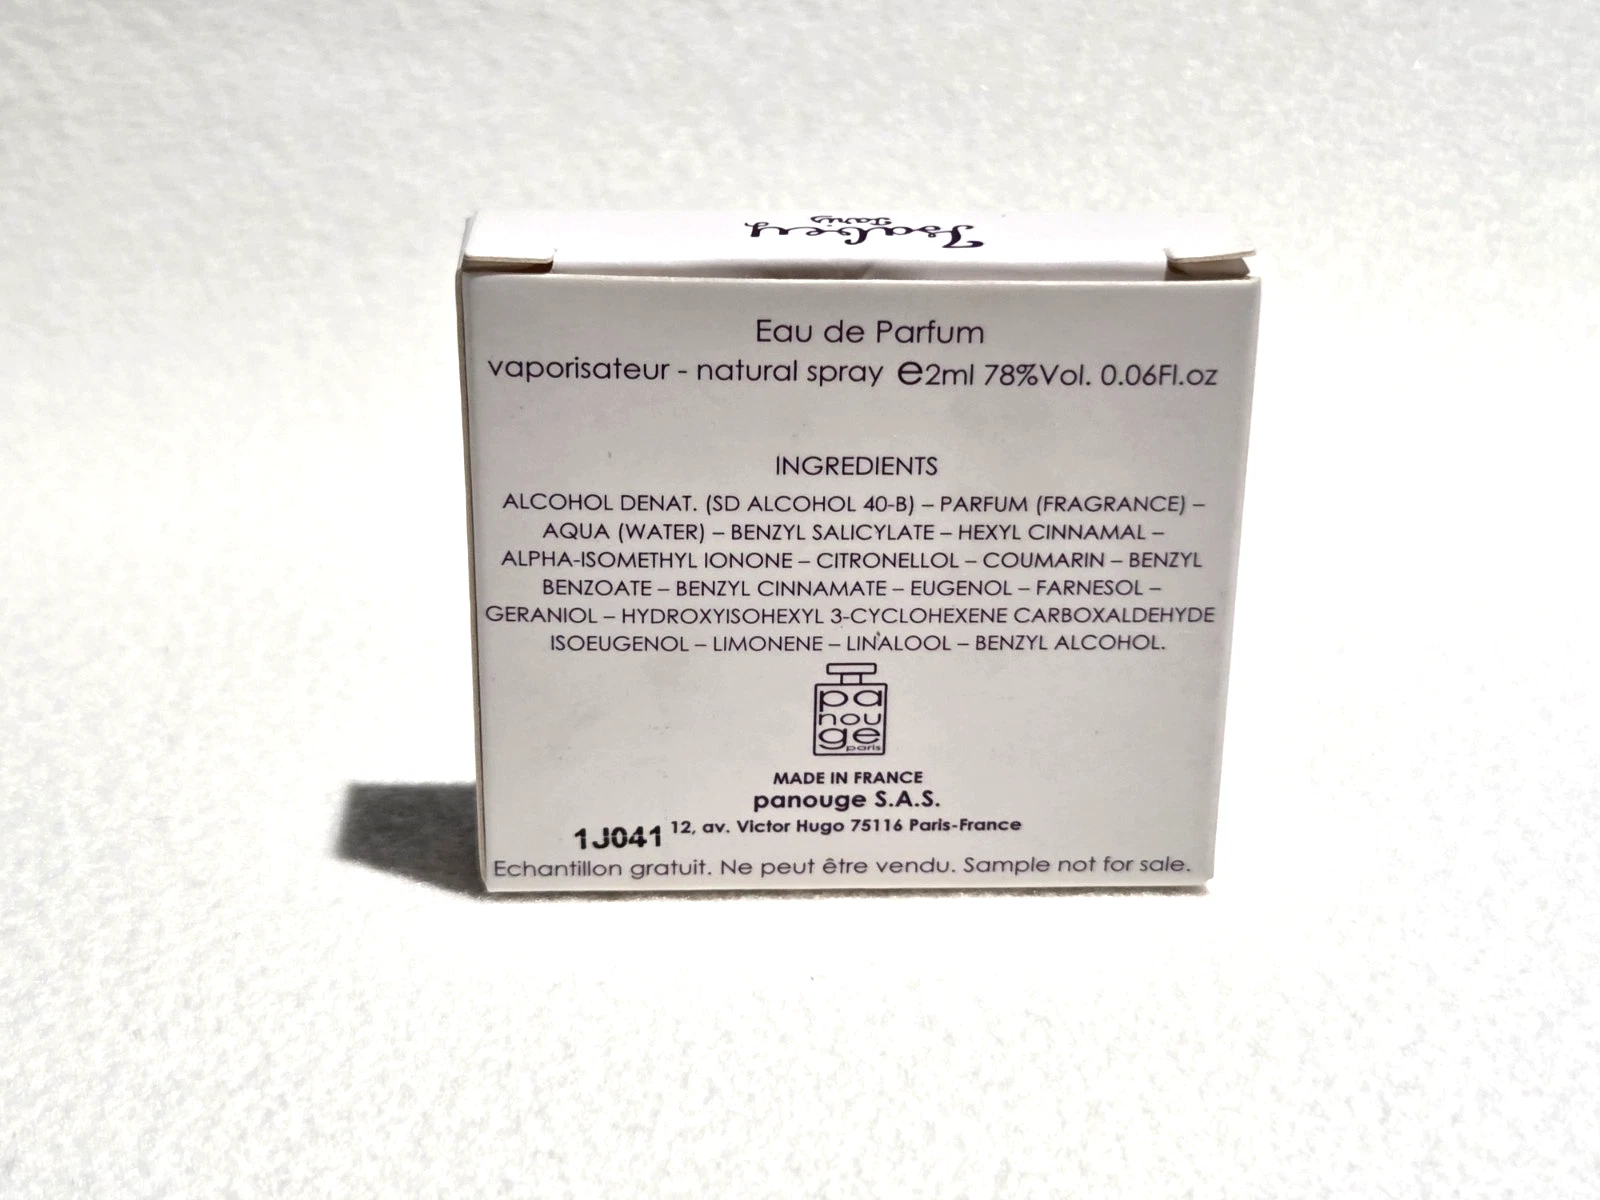 Isabey
Paris
Eau de Parfum
vaporisateur - natural spray ℮2ml 78%Vol. 0.06Fl.oz
INGREDIENTS
ALCOHOL DENAT. (SD ALCOHOL 40-B) – PARFUM (FRAGRANCE) –
AQUA (WATER) – BENZYL SALICYLATE – HEXYL CINNAMAL –
ALPHA-ISOMETHYL IONONE – CITRONELLOL – COUMARIN – BENZYL
BENZOATE – BENZYL CINNAMATE – EUGENOL – FARNESOL –
GERANIOL – HYDROXYISOHEXYL 3-CYCLOHEXENE CARBOXALDEHYDE
ISOEUGENOL – LIMONENE – LINALOOL – BENZYL ALCOHOL.
pa
nou
ge
paris
MADE IN FRANCE
panouge S.A.S.
1J041 12, av. Victor Hugo 75116 Paris-France
Echantillon gratuit. Ne peut être vendu. Sample not for sale.